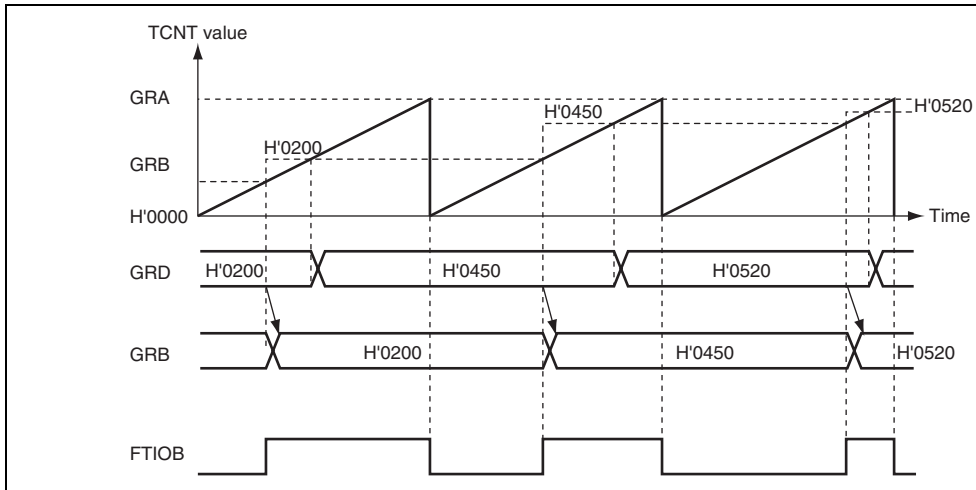 TCNT value
GRA
H'0450
H'0520
H'0200
GRB
H'0000
Time
GRD
H'0200
H'0450
H'0520
GRB
H'0200
H'0450
H'0520
FTIOB